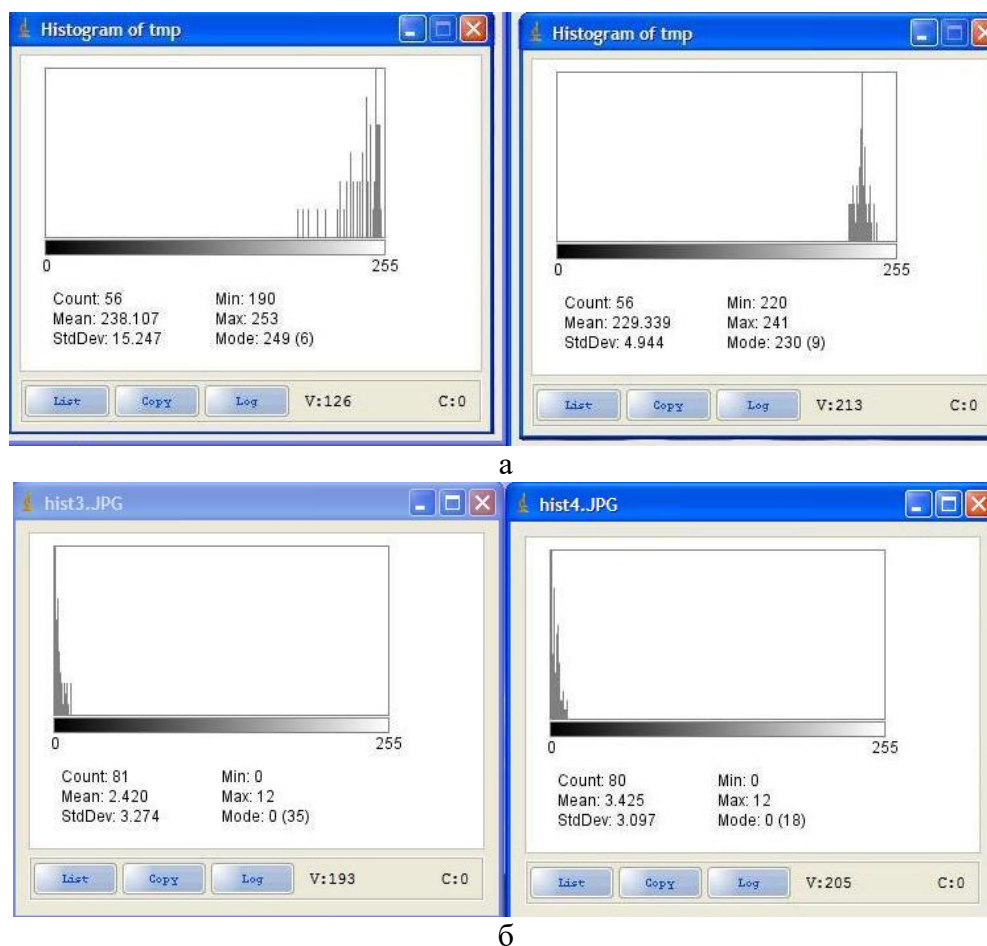 Histogram of tmp
0 255
Count: 56 Min: 190
Mean: 238.107 Max: 253
StdDev: 15.247 Mode: 249 (6)
List Copy Log V:126 C:0
Histogram of tmp
0 255
Count: 56 Min: 220
Mean: 229.339 Max: 241
StdDev: 4.944 Mode: 230 (9)
List Copy Log V:213 C:0
а
hist3.JPG
0 255
Count: 81 Min: 0
Mean: 2.420 Max: 12
StdDev: 3.274 Mode: 0 (35)
List Copy Log V:193 C:0
hist4.JPG
0 255
Count: 80 Min: 0
Mean: 3.425 Max: 12
StdDev: 3.097 Mode: 0 (18)
List Copy Log V:205 C:0
б